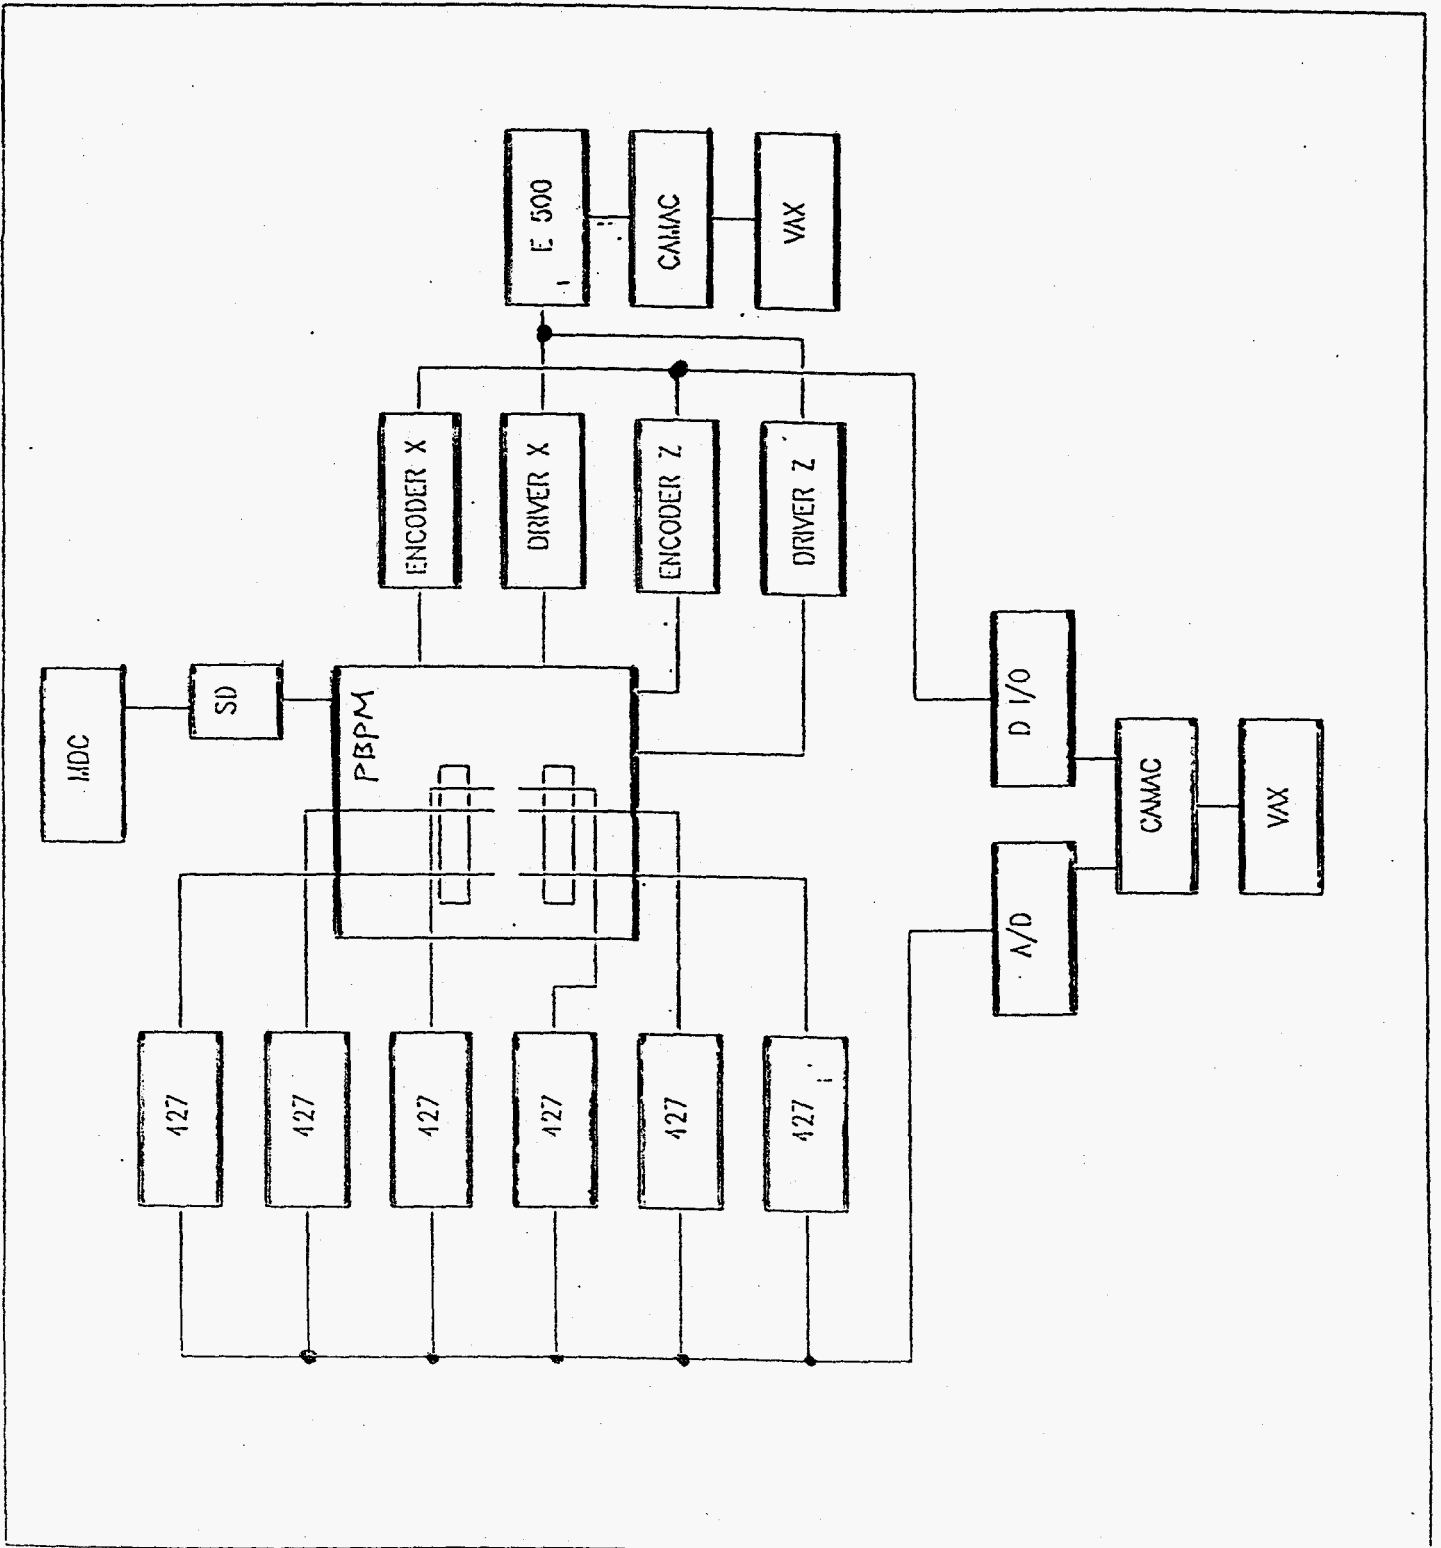 E 500
CAMAC
VAX
ENCODER X
DRIVER X
ENCODER Z
DRIVER Z
MDC
SD
PBPM
D I/O
A/D
CAMAC
VAX
427
427
427
427
427
427